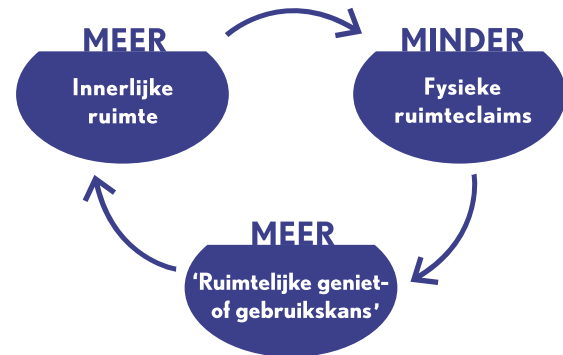 MEER
Innerlijke
ruimte
MINDER
Fysieke
ruimteclaims
MEER
‘Ruimtelijke geniet-
of gebruikskans’